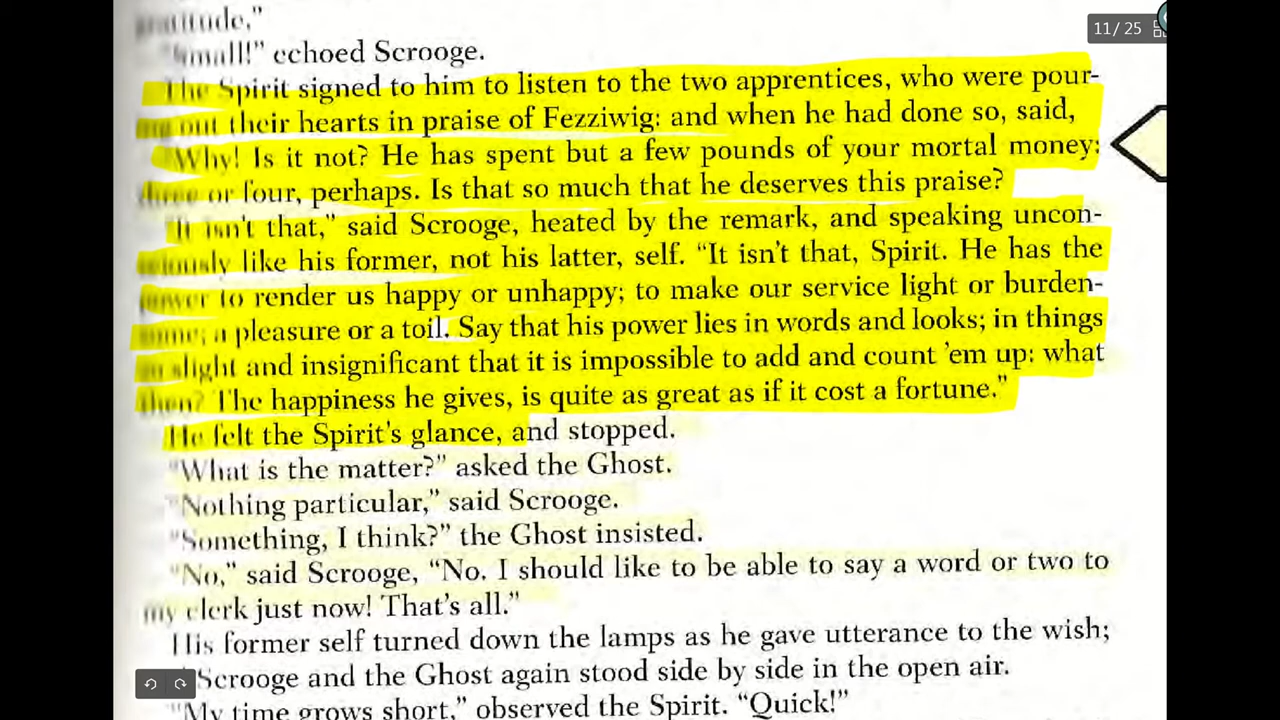 gratitude.”
“Small!” echoed Scrooge.
The Spirit signed to him to listen to the two apprentices, who were pour-
ing out their hearts in praise of Fezziwig: and when he had done so, said,
“Why! Is it not? He has spent but a few pounds of your mortal money:
three or four, perhaps. Is that so much that he deserves this praise?
“It isn’t that,” said Scrooge, heated by the remark, and speaking uncon-
sciously like his former, not his latter, self. “It isn’t that, Spirit. He has the
power to render us happy or unhappy; to make our service light or burden-
some; a pleasure or a toil. Say that his power lies in words and looks; in things
so slight and insignificant that it is impossible to add and count ’em up: what
then? The happiness he gives, is quite as great as if it cost a fortune.”
He felt the Spirit’s glance, and stopped.
“What is the matter?” asked the Ghost.
“Nothing particular,” said Scrooge.
“Something, I think?” the Ghost insisted.
“No,” said Scrooge, “No. I should like to be able to say a word or two to
my clerk just now! That’s all.”
His former self turned down the lamps as he gave utterance to the wish;
Scrooge and the Ghost again stood side by side in the open air.
“My time grows short,” observed the Spirit. “Quick!”
11/25